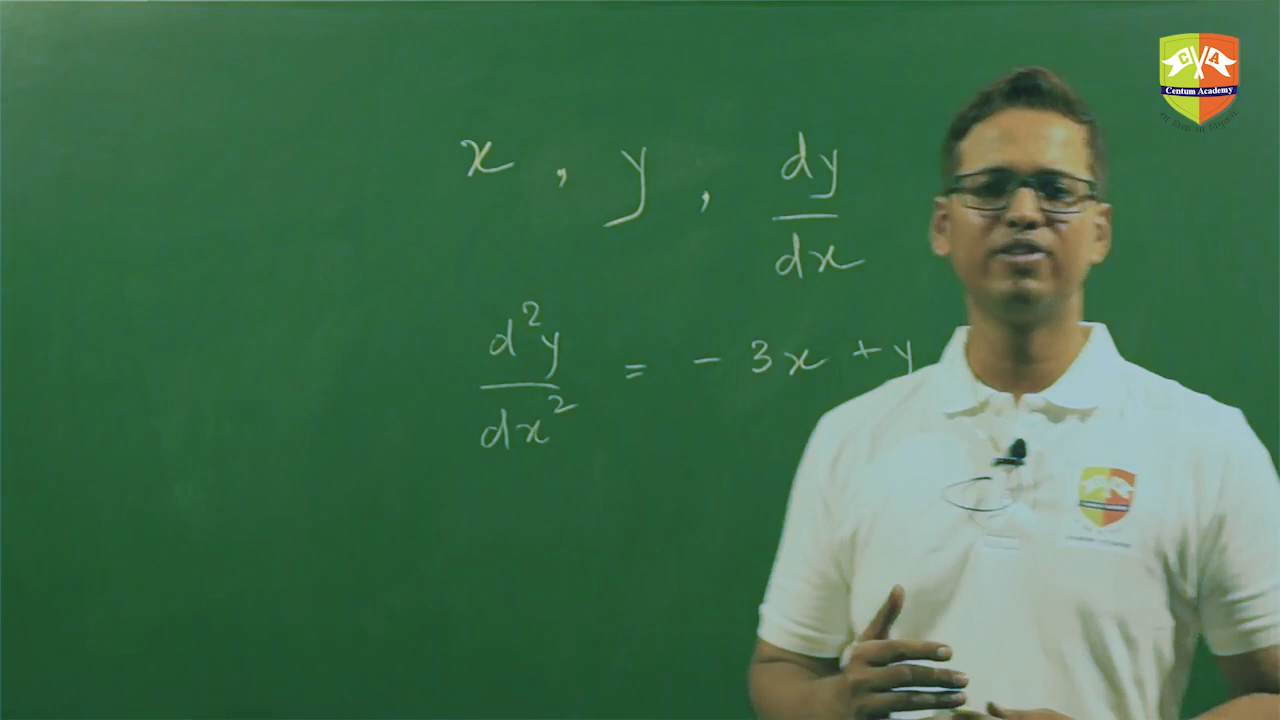 Centum Academy
x , y , dy/dx
d²y/dx² = - 3x + y